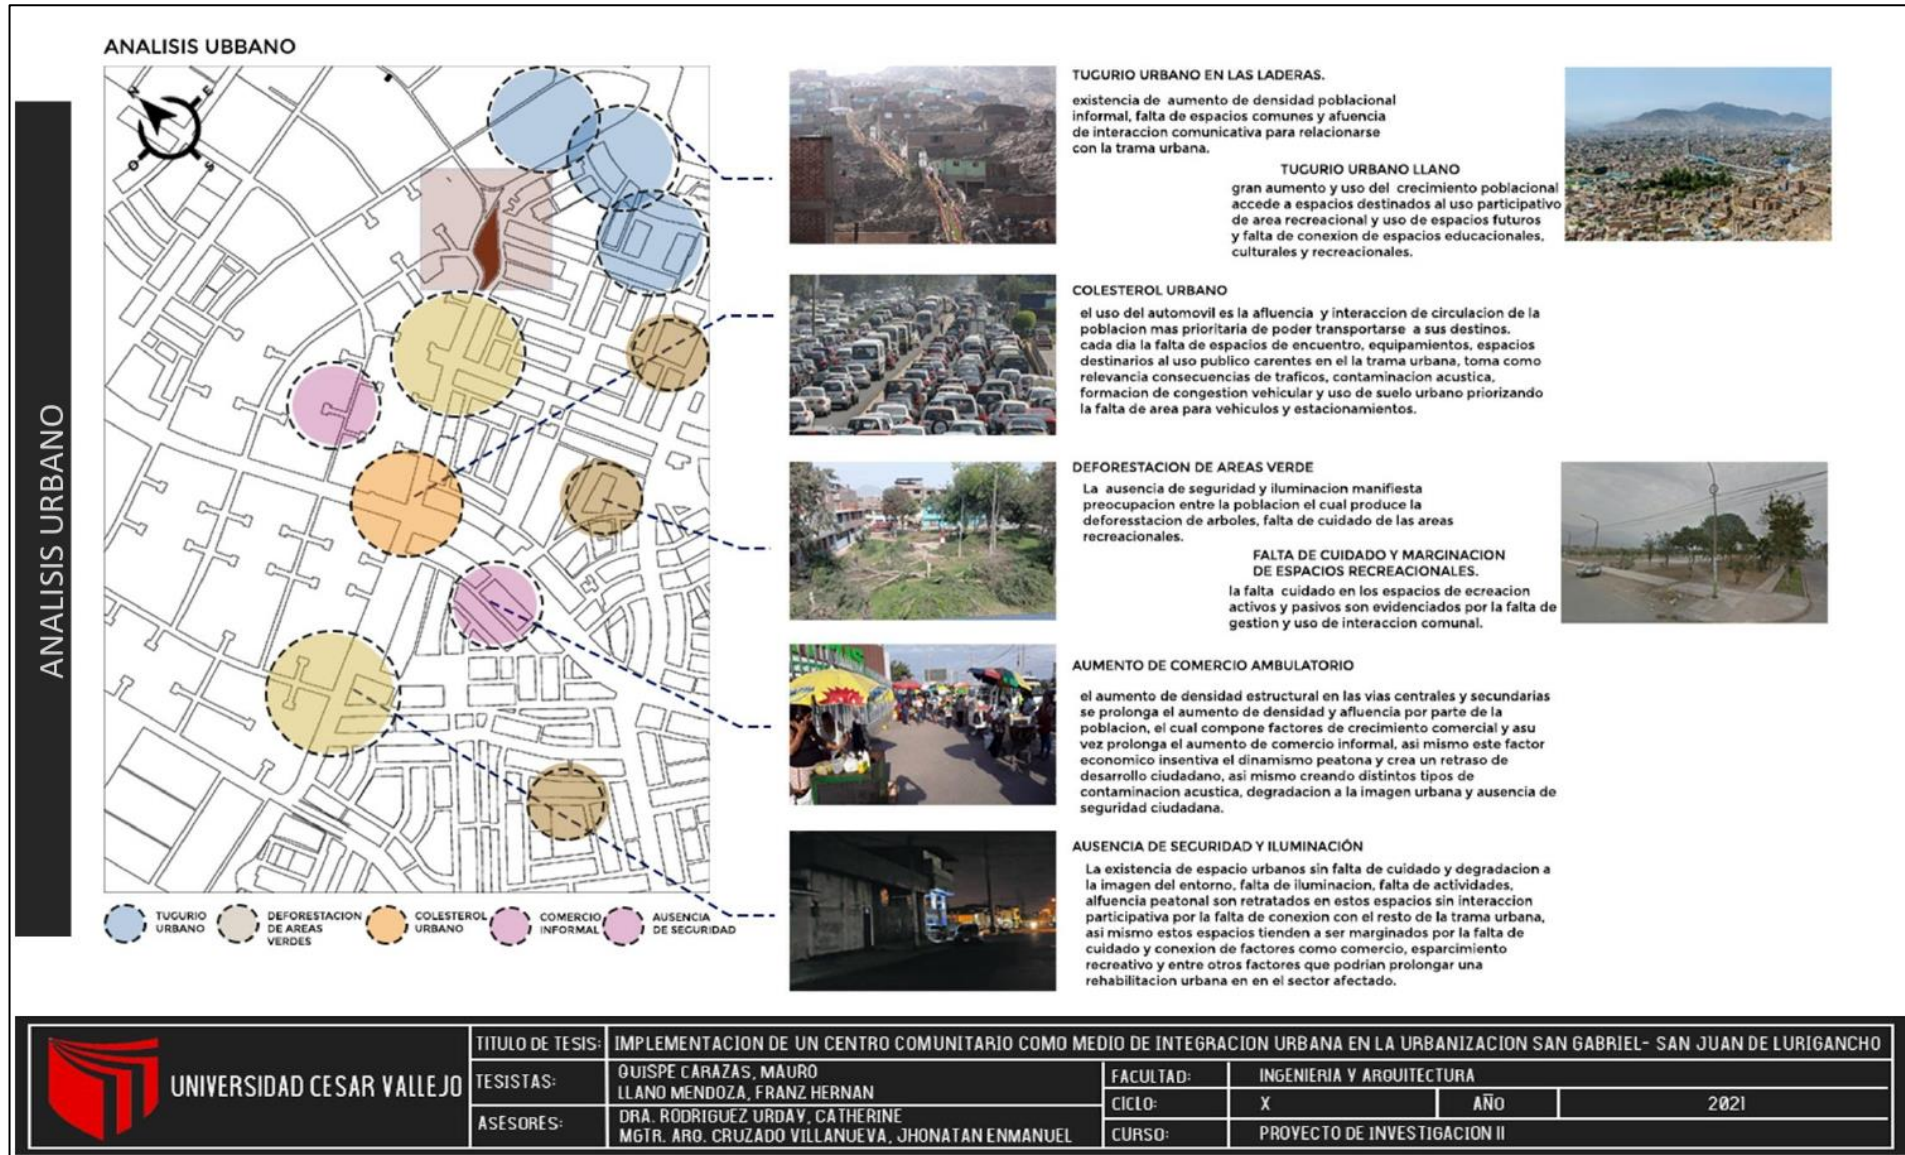 ANALISIS URBANO
ANALISIS UBBANO
N
E
O
S
TUGURIO
URBANO
DEFORESTACION
DE AREAS
VERDES
COLESTEROL
URBANO
COMERCIO
INFORMAL
AUSENCIA
DE SEGURIDAD
TUGURIO URBANO EN LAS LADERAS.
existencia de aumento de densidad poblacional
informal, falta de espacios comunes y afuencia
de interaccion comunicativa para relacionarse
con la trama urbana.
TUGURIO URBANO LLANO
gran aumento y uso del crecimiento poblacional
accede a espacios destinados al uso participativo
de area recreacional y uso de espacios futuros
y falta de conexion de espacios educacionales,
culturales y recreacionales.
COLESTEROL URBANO
el uso del automovil es la afluencia y interaccion de circulacion de la
poblacion mas prioritaria de poder transportarse a sus destinos.
cada dia la falta de espacios de encuentro, equipamientos, espacios
destinarios al uso publico carentes en el la trama urbana, toma como
relevancia consecuencias de traficos, contaminacion acustica,
formacion de congestion vehicular y uso de suelo urbano priorizando
la falta de area para vehiculos y estacionamientos.
DEFORESTACION DE AREAS VERDE
La ausencia de seguridad y iluminacion manifiesta
preocupacion entre la poblacion el cual produce la
deforesstacion de arboles, falta de cuidado de las areas
recreacionales.
FALTA DE CUIDADO Y MARGINACION
DE ESPACIOS RECREACIONALES.
la falta cuidado en los espacios de ecreacion
activos y pasivos son evidenciados por la falta de
gestion y uso de interaccion comunal.
AUMENTO DE COMERCIO AMBULATORIO
el aumento de densidad estructural en las vias centrales y secundarias
se prolonga el aumento de densidad y afluencia por parte de la
poblacion, el cual compone factores de crecimiento comercial y asu
vez prolonga el aumento de comercio informal, asi mismo este factor
economico insentiva el dinamismo peatona y crea un retraso de
desarrollo ciudadano, asi mismo creando distintos tipos de
contaminacion acustica, degradacion a la imagen urbana y ausencia de
seguridad ciudadana.
AUSENCIA DE SEGURIDAD Y ILUMINACIÓN
La existencia de espacio urbanos sin falta de cuidado y degradacion a
la imagen del entorno, falta de iluminacion, falta de actividades,
alfuencia peatonal son retratados en estos espacios sin interaccion
participativa por la falta de conexion con el resto de la trama urbana,
asi mismo estos espacios tienden a ser marginados por la falta de
cuidado y conexion de factores como comercio, esparcimiento
recreativo y entre otros factores que podrian prolongar una
rehabilitacion urbana en en el sector afectado.
UNIVERSIDAD CESAR VALLEJO
TITULO DE TESIS: IMPLEMENTACION DE UN CENTRO COMUNITARIO COMO MEDIO DE INTEGRACION URBANA EN LA URBANIZACION SAN GABRIEL- SAN JUAN DE LURIGANCHO
TESISTAS: QUISPE CARAZAS, MAURO
LLANO MENDOZA, FRANZ HERNAN
ASESORES: DRA. RODRIGUEZ URDAY, CATHERINE
MGTR. ARQ. CRUZADO VILLANUEVA, JHONATAN ENMANUEL
FACULTAD: INGENIERIA Y ARQUITECTURA
CICLO: X AÑO 2021
CURSO: PROYECTO DE INVESTIGACION II